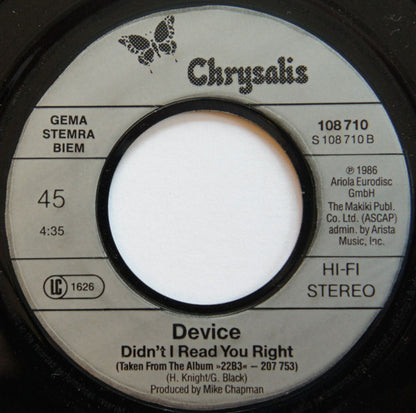 Chrysalis
GEMA
STEMRA
BIEM
45
4:35
LC 1626
108 710
S 108 710 B
℗ 1986
Ariola Eurodisc
GmbH
The Makiki Publ.
Co. Ltd. (ASCAP)
admin. by Arista
Music, Inc.
HI-FI
STEREO
Device
Didn't I Read You Right
(Taken From The Album »22B3« – 207 753)
(H. Knight/G. Black)
Produced by Mike Chapman